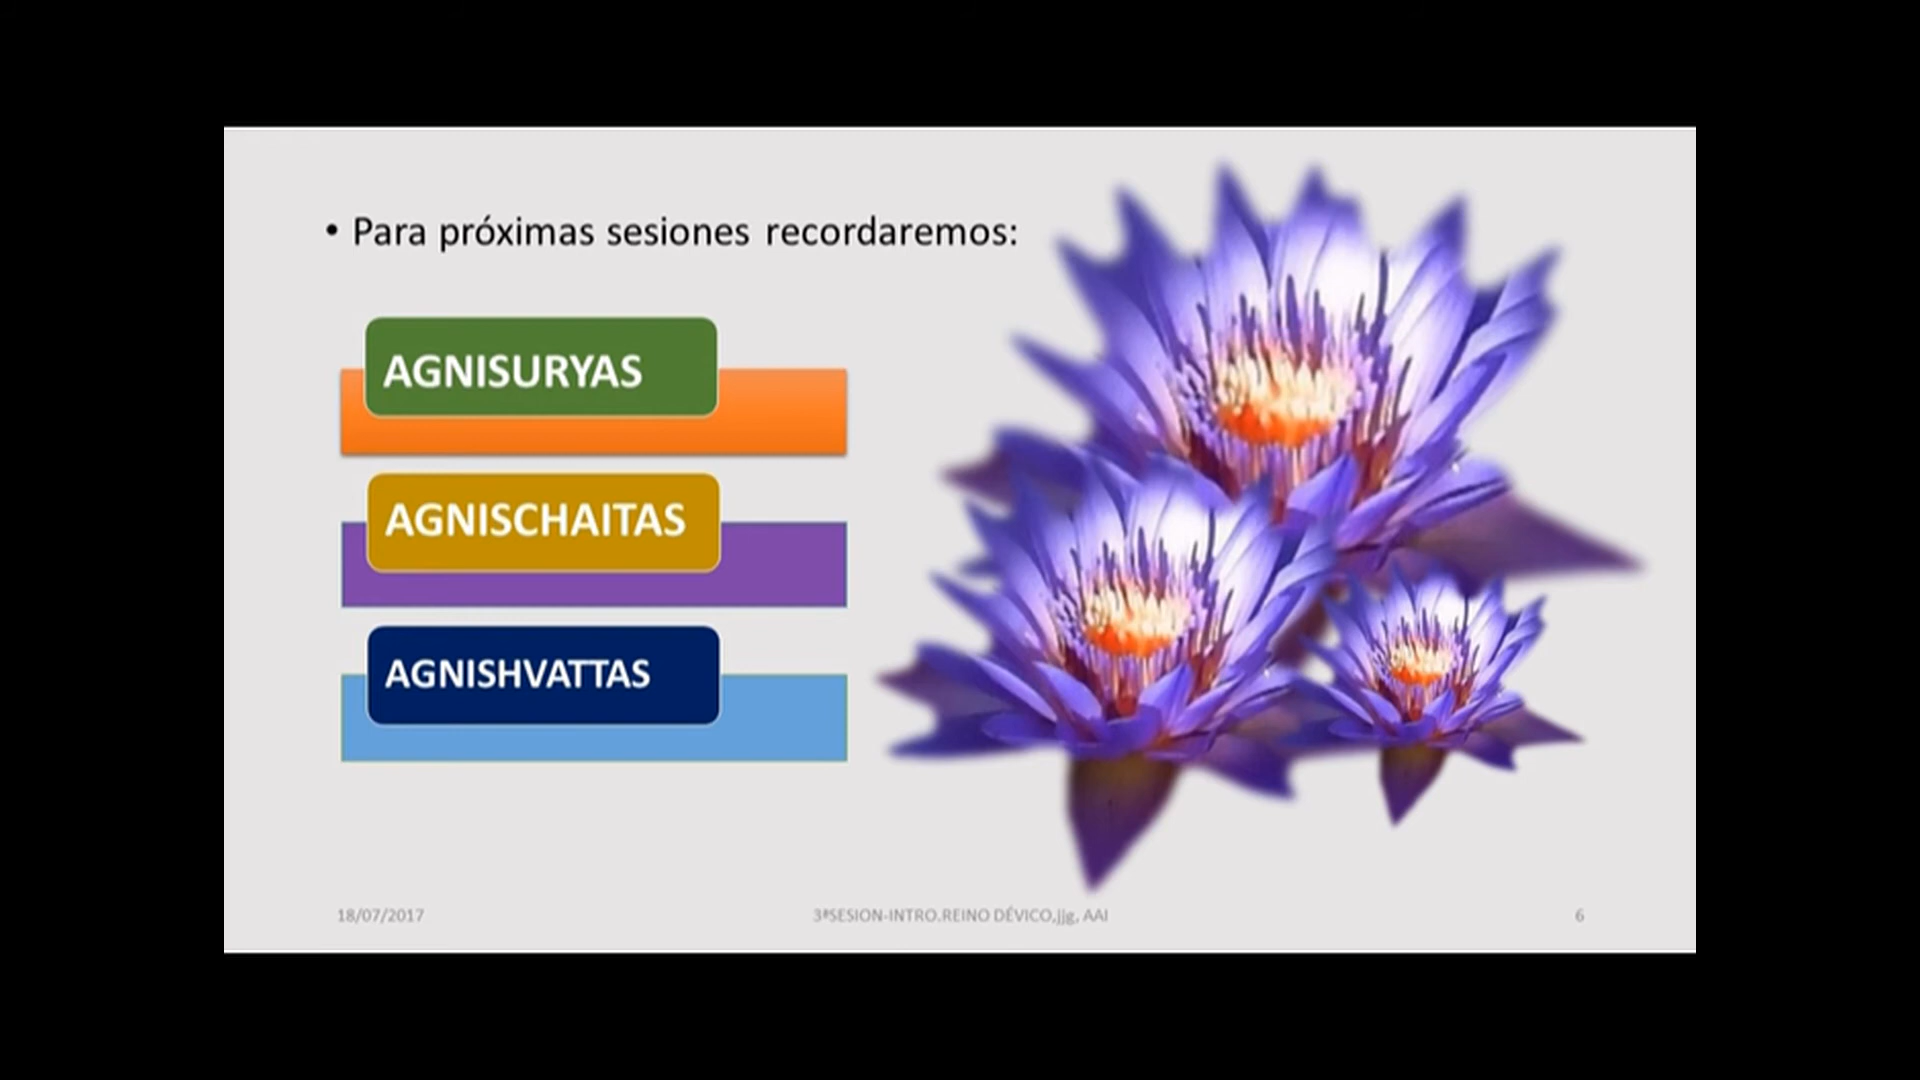 • Para próximas sesiones recordaremos:
AGNISURYAS
AGNISCHAITAS
AGNISHVATTAS
18/07/2017
3ªSESION-INTRO.REINO DÉVICO,jjg, AAI
6